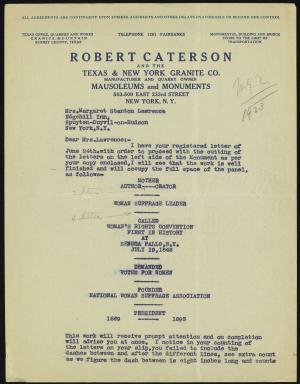 ALL AGREEMENTS ARE CONTINGENT UPON STRIKES, ACCIDENTS AND OTHER DELAYS UNAVOIDABLE OR BEYOND OUR CONTROL
TEXAS OFFICE, QUARRIES AND WORKS
GRANITE MOUNTAIN
BURNET COUNTY, TEXAS
TELEPHONE 1281 FAIRBANKS
MONUMENTAL, BUILDING AND BRIDGE
STONE TO THE LIMIT OF
TRANSPORTATION
ROBERT CATERSON
AND THE
TEXAS & NEW YORK GRANITE CO.
MANUFACTURER AND QUARRY OWNER
MAUSOLEUMS and MONUMENTS
503-509 EAST 233rd STREET
NEW YORK, N. Y.
1923
Mrs.Margaret Stanton Lawrence
Edgehill Inn,
Spuyten-Duyvil-on-Hudson
New York,N.Y.
Dear Mrs.Lawrence:-
I have your registered letter of
June 24th.with order to proceed with the cutting
of the letters on the left side of the Monument as per
your copy enclosed,I will see that the work is well
finished and will occupy the full space of the panel,
as follows-
MOTHER
AUTHOR----ORATOR
WOMAN SUFFRAGE LEADER
CALLED
WOMAN'S RIGHTS CONVENTION
FIRST IN HISTORY
AT
SENECA FALLS,N.Y.
JULY 19,1848
DEMANDED
VOTES FOR WOMEN
FOUNDER
NATIONAL WOMAN SUFFRAGE ASSOCIATION
PRESIDENT
1869 1893
This work will receive prompt attention and on completion
will advise you at once. I notice in your counting of
the letters on your slip,you failed to include the
dashes between and after the different lines, see extra count
as we figure the dash between is eight inches long and counts